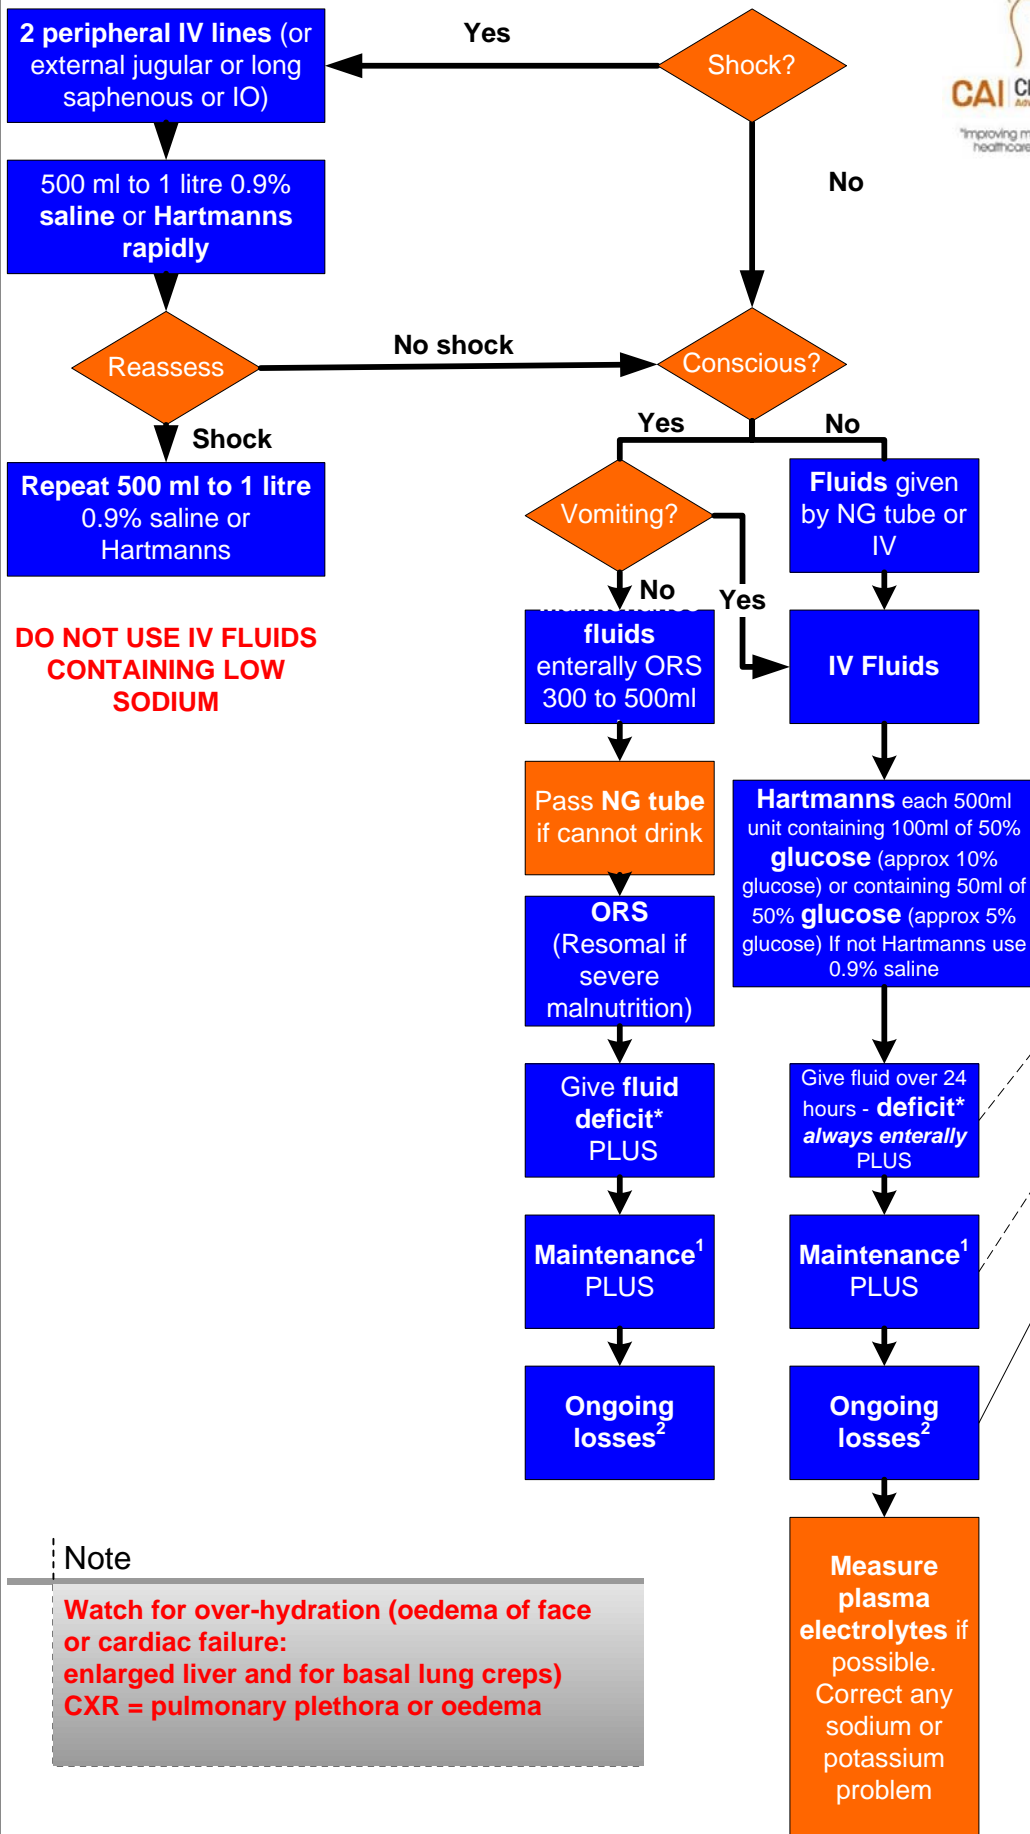 2 peripheral IV lines (or
external jugular or long
saphenous or IO)
Yes
Shock?
CAI
"Improving m
healthcare
500 ml to 1 litre 0.9%
saline or Hartmanns
rapidly
No
Reassess
No shock
Conscious?
Shock
Yes
No
Repeat 500 ml to 1 litre
0.9% saline or
Hartmanns
Vomiting?
Fluids given
by NG tube or
IV
No
Yes
DO NOT USE IV FLUIDS
CONTAINING LOW
SODIUM
Maintenance
fluids
enterally ORS
300 to 500ml
IV Fluids
Pass NG tube
if cannot drink
Hartmanns each 500ml
unit containing 100ml of 50%
glucose (approx 10%
glucose) or containing 50ml of
50% glucose (approx 5%
glucose) If not Hartmanns use
0.9% saline
ORS
(Resomal if
severe
malnutrition)
Give fluid
deficit*
PLUS
Give fluid over 24
hours - deficit*
always enterally
PLUS
Maintenance1
PLUS
Maintenance1
PLUS
Ongoing
losses2
Ongoing
losses2
Measure
plasma
electrolytes if
possible.
Correct any
sodium or
potassium
problem
Note
Watch for over-hydration (oedema of face
or cardiac failure:
enlarged liver and for basal lung creps)
CXR = pulmonary plethora or oedema